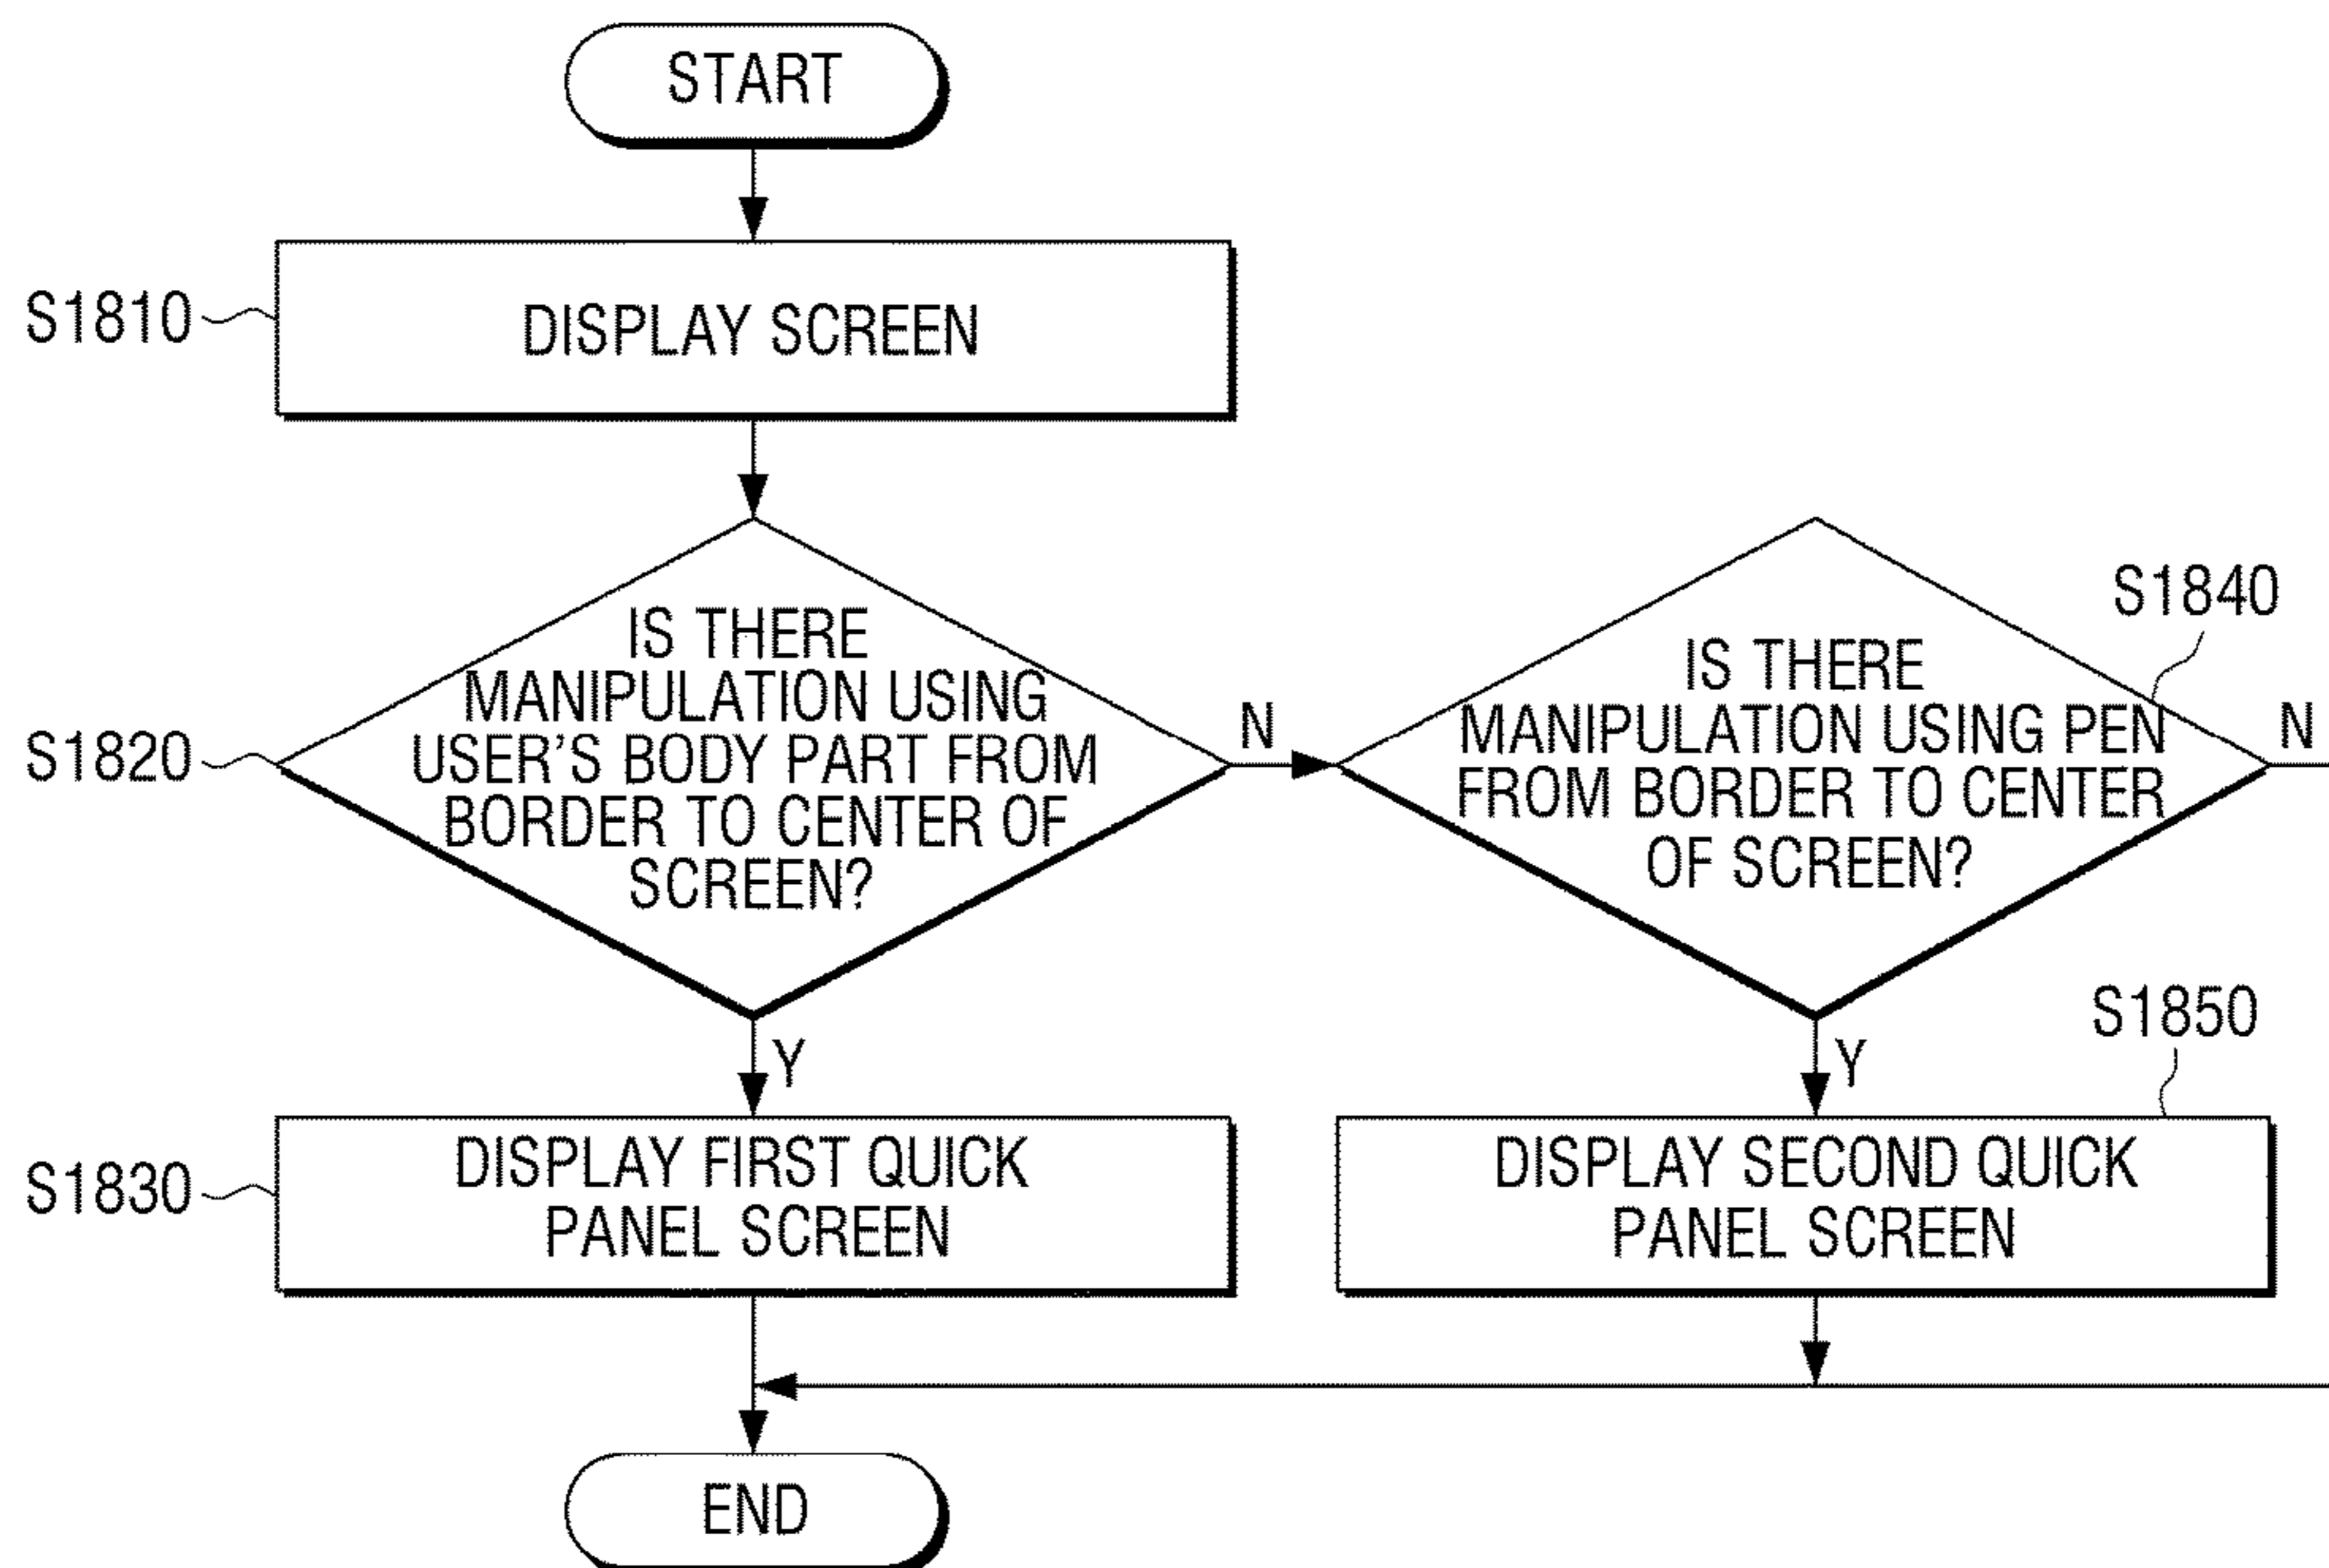 START
S1810
DISPLAY SCREEN
S1820
IS THERE
MANIPULATION USING
USER'S BODY PART FROM
BORDER TO CENTER OF
SCREEN?
N
S1840
IS THERE
MANIPULATION USING PEN
FROM BORDER TO CENTER
OF SCREEN?
N
Y
Y
S1830
DISPLAY FIRST QUICK
PANEL SCREEN
S1850
DISPLAY SECOND QUICK
PANEL SCREEN
END